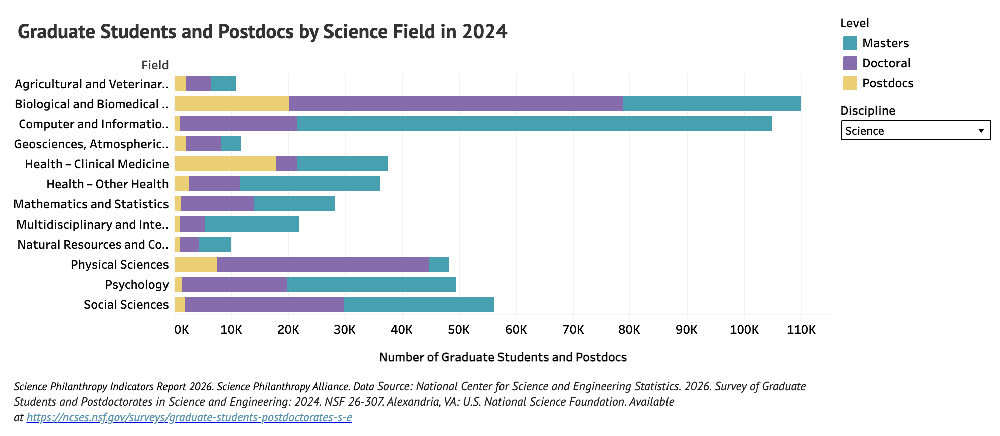 Graduate Students and Postdocs by Science Field in 2024
Level
Masters
Doctoral
Postdocs
Discipline
Science
Field
Agricultural and Veterinar..
Biological and Biomedical ..
Computer and Informatio..
Geosciences, Atmospheric..
Health – Clinical Medicine
Health – Other Health
Mathematics and Statistics
Multidisciplinary and Inte..
Natural Resources and Co..
Physical Sciences
Psychology
Social Sciences
0K 10K 20K 30K 40K 50K 60K 70K 80K 90K 100K 110K
Number of Graduate Students and Postdocs
Science Philanthropy Indicators Report 2026. Science Philanthropy Alliance. Data Source: National Center for Science and Engineering Statistics. 2026. Survey of Graduate
Students and Postdoctorates in Science and Engineering: 2024. NSF 26-307. Alexandria, VA: U.S. National Science Foundation. Available
at https://ncses.nsf.gov/surveys/graduate-students-postdoctorates-s-e